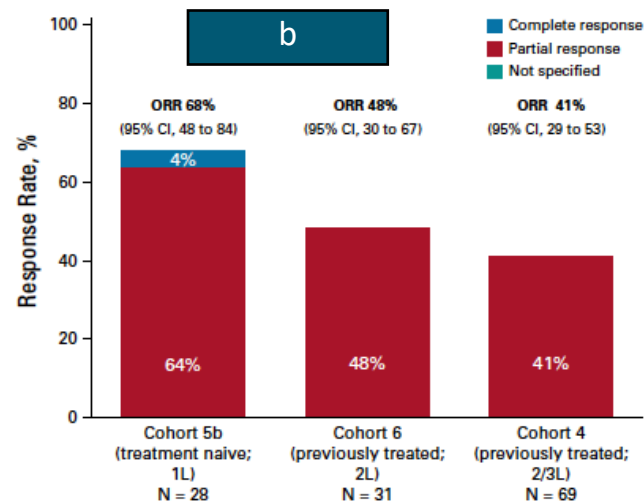 b
Complete response
Partial response
Not specified
Response Rate, %
100
80
60
40
20
0
ORR 68%
(95% CI, 48 to 84)
ORR 48%
(95% CI, 30 to 67)
ORR 41%
(95% CI, 29 to 53)
4%
64%
48%
41%
Cohort 5b
(treatment naive;
1L)
N = 28
Cohort 6
(previously treated;
2L)
N = 31
Cohort 4
(previously treated;
2/3L)
N = 69